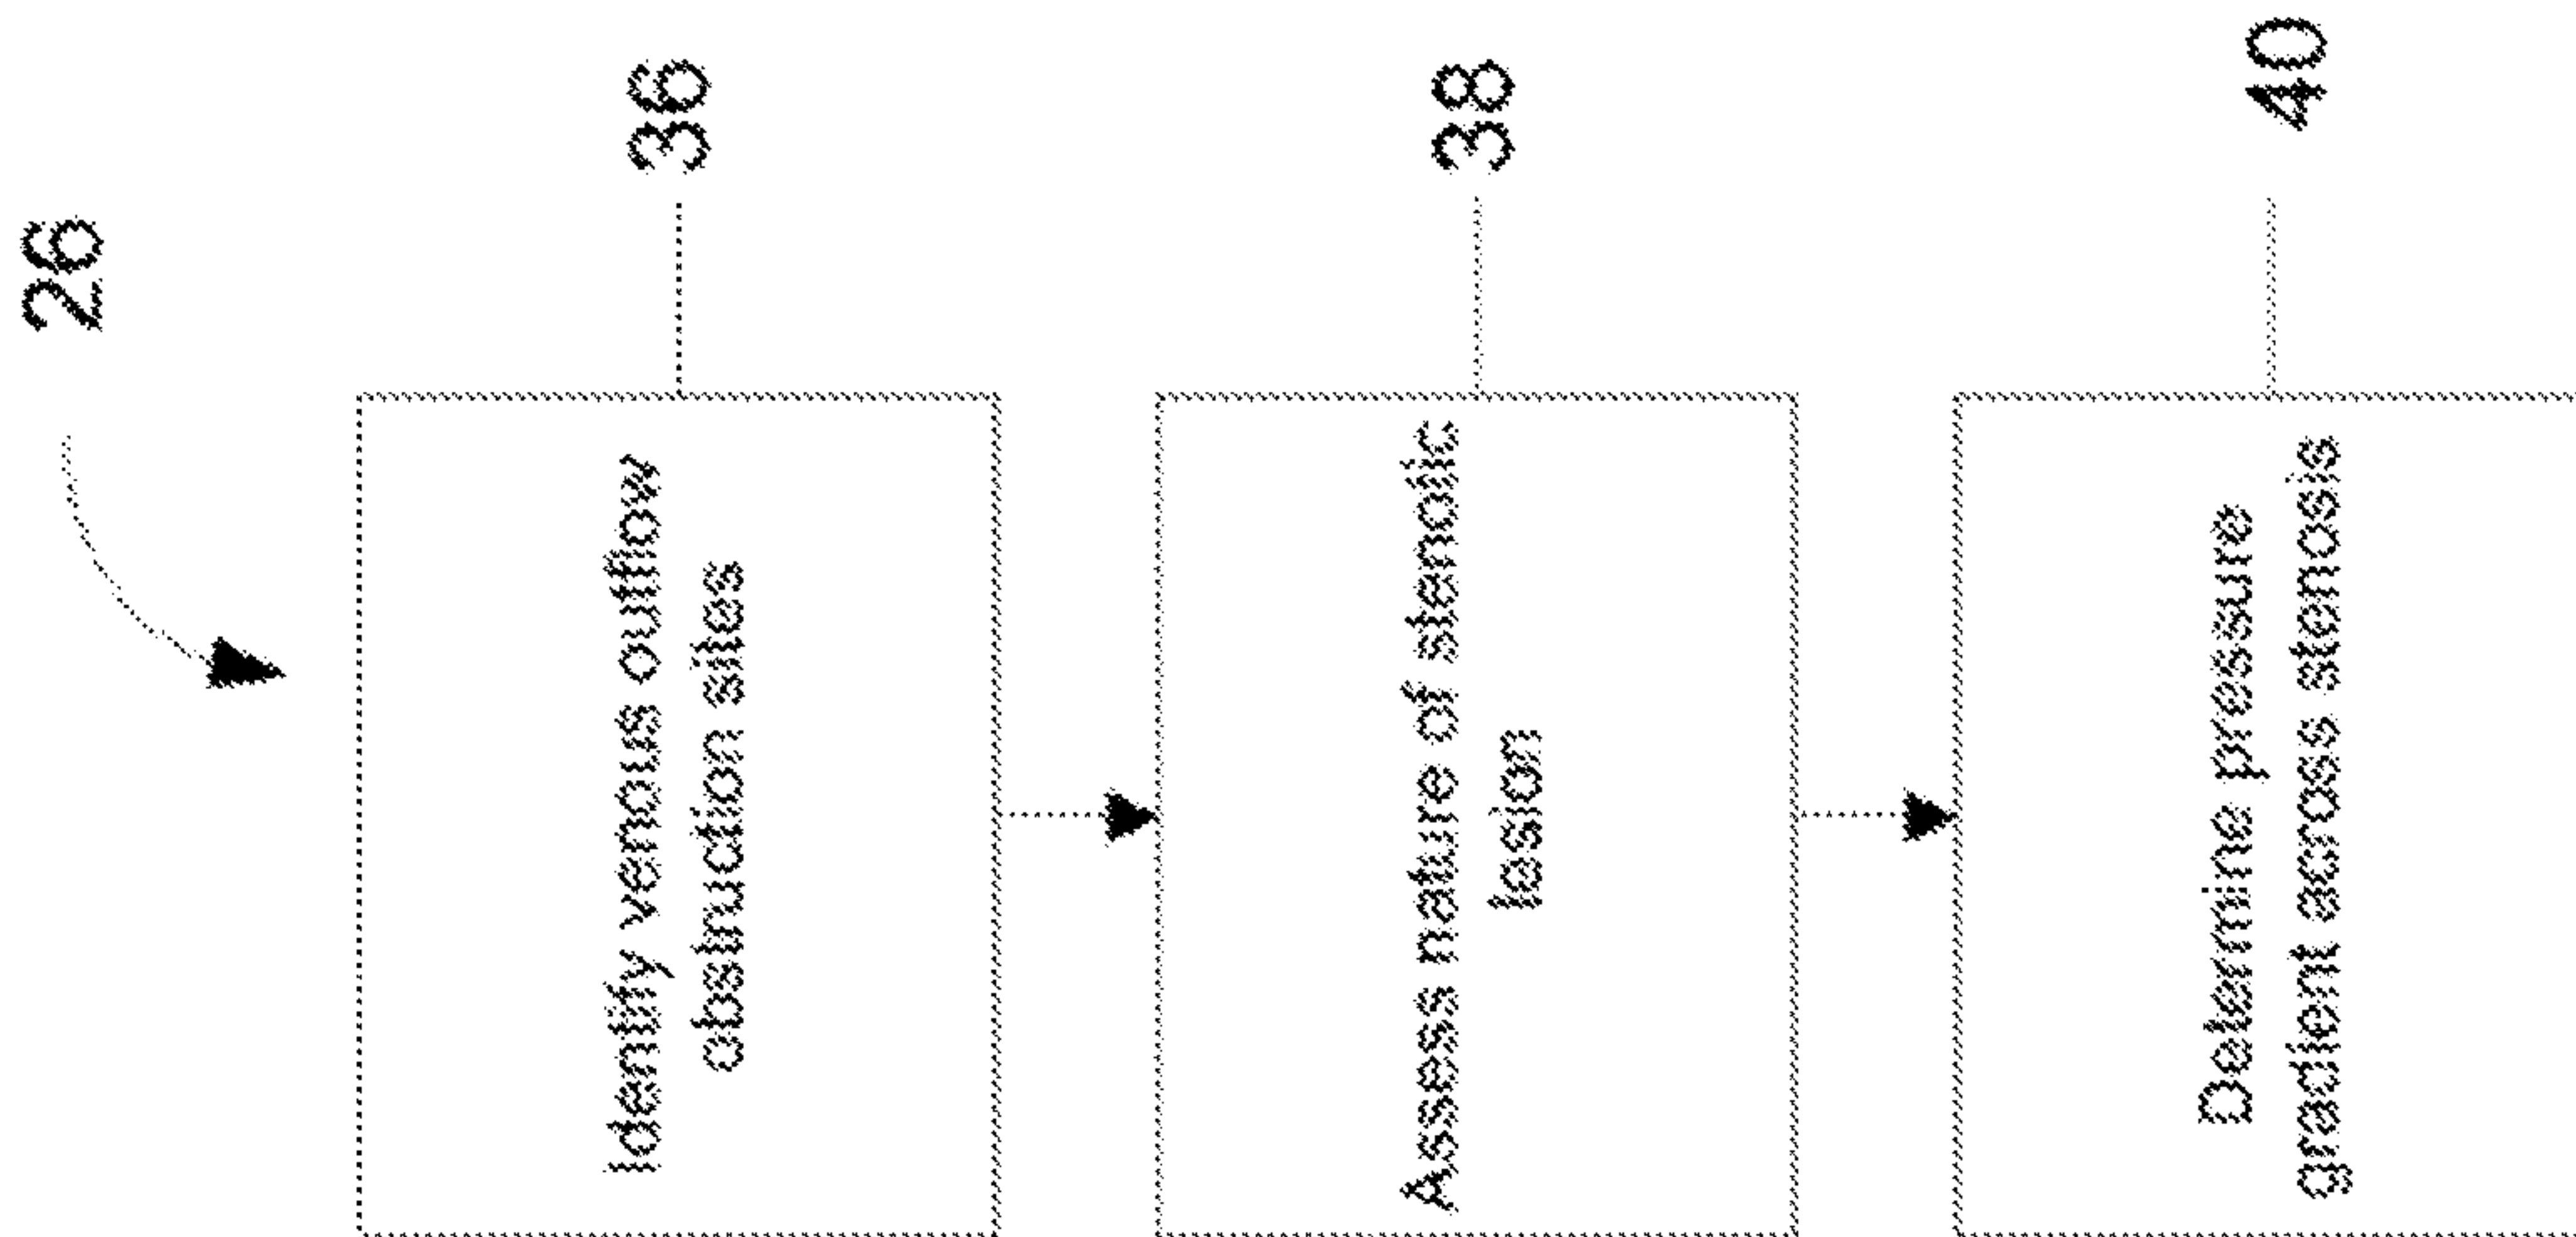 26
Identify venous outflow
obstruction sites
36
Assess nature of stenotic
lesion
38
Determine pressure
gradient across stenosis
40